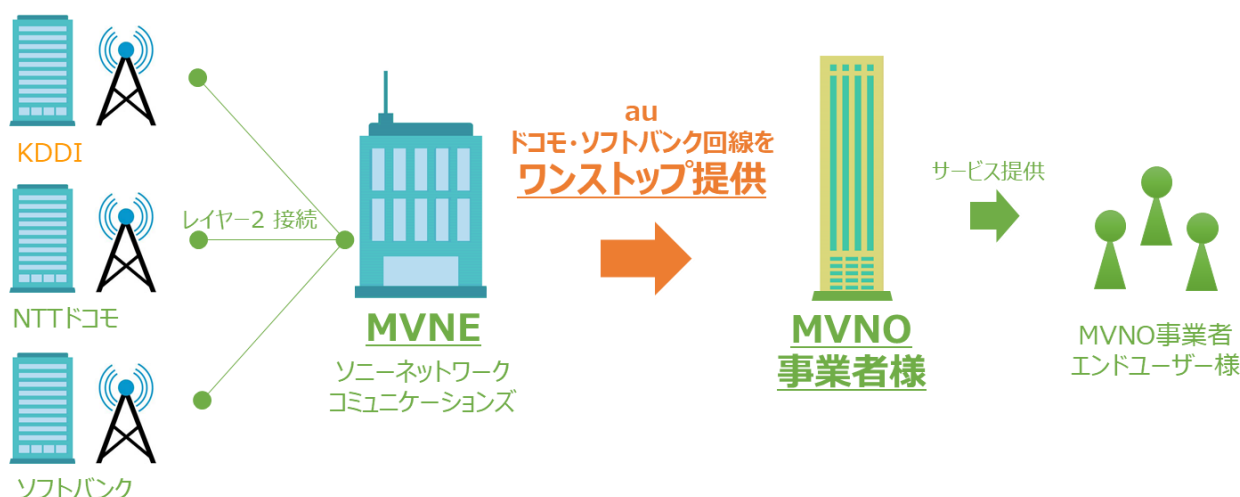 KDDI
NTTドコモ
ソフトバンク
レイヤー2 接続
MVNE
ソニーネットワーク
コミュニケーションズ
au
ドコモ・ソフトバンク回線を
ワンストップ提供
MVNO
事業者様
サービス提供
MVNO事業者
エンドユーザー様